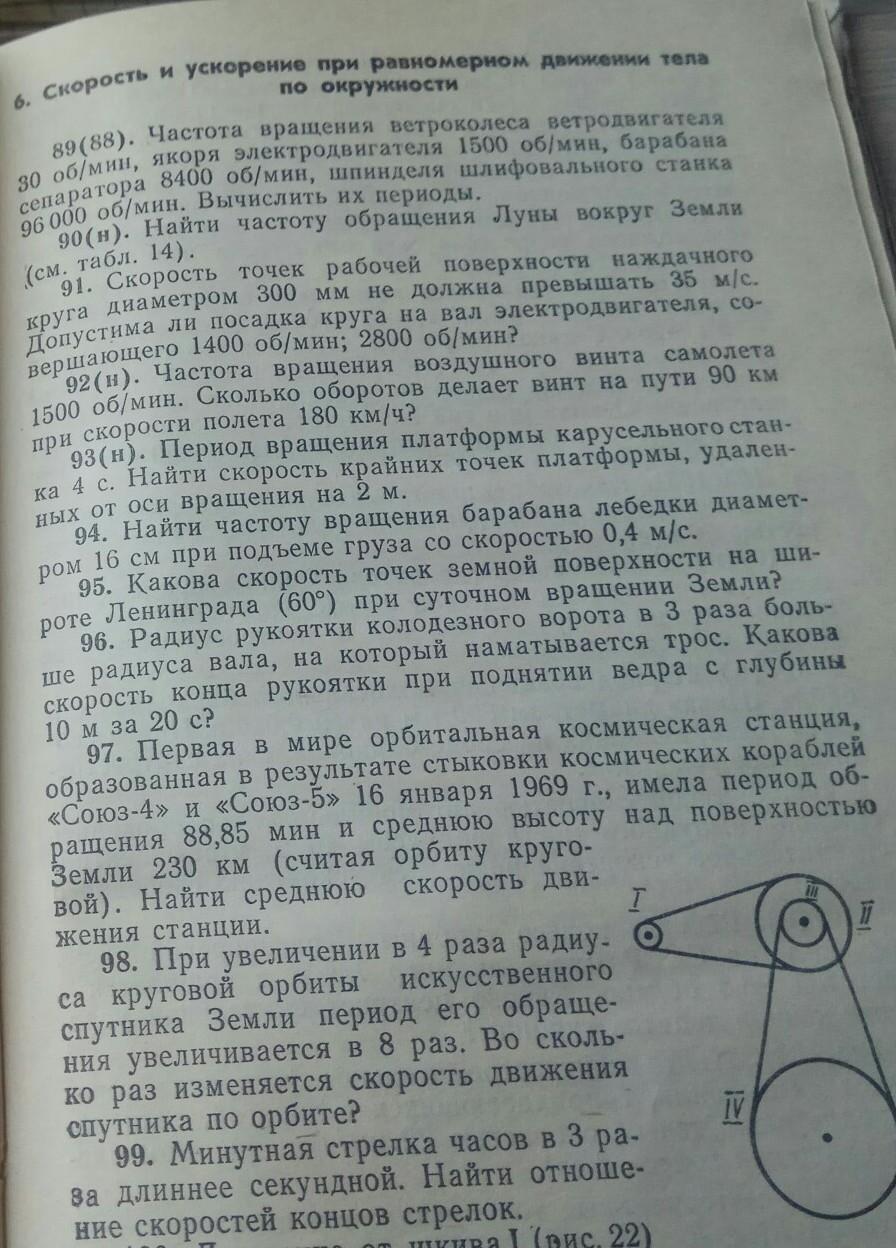 6. Скорость и ускорение при равномерном движении тела
по окружности
89(88). Частота вращения ветроколеса ветродвигателя
30 об/мин, якоря электродвигателя 1500 об/мин, барабана
сепаратора 8400 об/мин, шпинделя шлифовального станка
96 000 об/мин. Вычислить их периоды.
90(н). Найти частоту обращения Луны вокруг Земли
(см. табл. 14).
91. Скорость точек рабочей поверхности наждачного
круга диаметром 300 мм не должна превышать 35 м/с.
Допустима ли посадка круга на вал электродвигателя, со-
вершающего 1400 об/мин; 2800 об/мин?
92(н). Частота вращения воздушного винта самолета
1500 об/мин. Сколько оборотов делает винт на пути 90 км
при скорости полета 180 км/ч?
93(н). Период вращения платформы карусельного стан-
ка 4 с. Найти скорость крайних точек платформы, удален-
ных от оси вращения на 2 м.
94. Найти частоту вращения барабана лебедки диамет-
ром 16 см при подъеме груза со скоростью 0,4 м/с.
95. Какова скорость точек земной поверхности на ши-
роте Ленинграда (60°) при суточном вращении Земли?
96. Радиус рукоятки колодезного ворота в 3 раза боль-
ше радиуса вала, на который наматывается трос. Какова
скорость конца рукоятки при поднятии ведра с глубины
10 м за 20 с?
97. Первая в мире орбитальная космическая станция,
образованная в результате стыковки космических кораблей
«Союз-4» и «Союз-5» 16 января 1969 г., имела период об-
ращения 88,85 мин и среднюю высоту над поверхностью
Земли 230 км (считая орбиту круго-
вой). Найти среднюю скорость дви-
жения станции.
98. При увеличении в 4 раза радиу-
са круговой орбиты искусственного
спутника Земли период его обраще-
ния увеличивается в 8 раз. Во сколь-
ко раз изменяется скорость движения
спутника по орбите?
99. Минутная стрелка часов в 3 ра-
за длиннее секундной. Найти отноше-
ние скоростей концов стрелок.
от шкива I (рис. 22)
I
III
II
IV